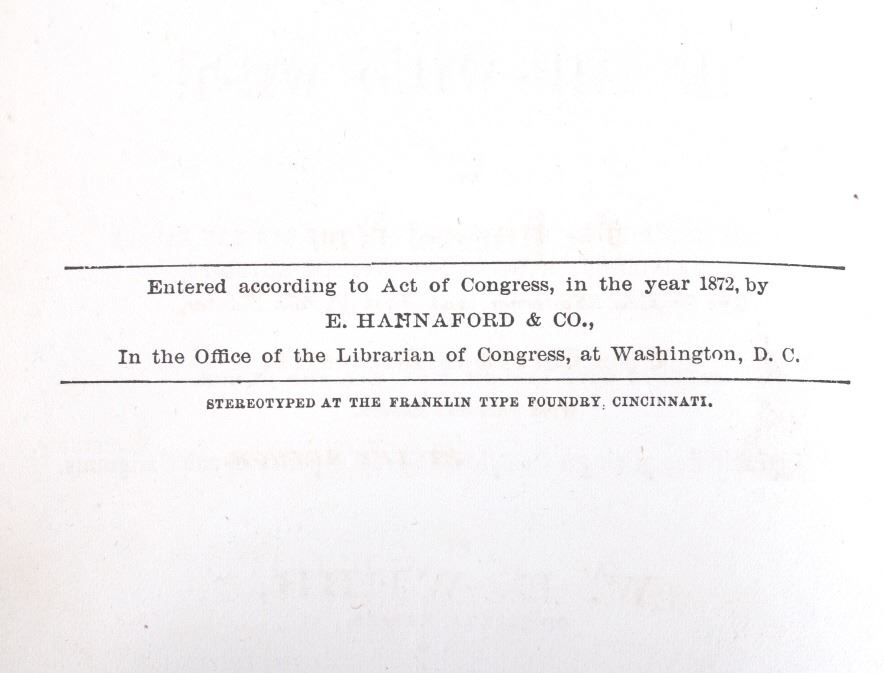 Entered according to Act of Congress, in the year 1872, by
E. HANNAFORD & CO.,
In the Office of the Librarian of Congress, at Washington, D. C.
STEREOTYPED AT THE FRANKLIN TYPE FOUNDRY, CINCINNATI.